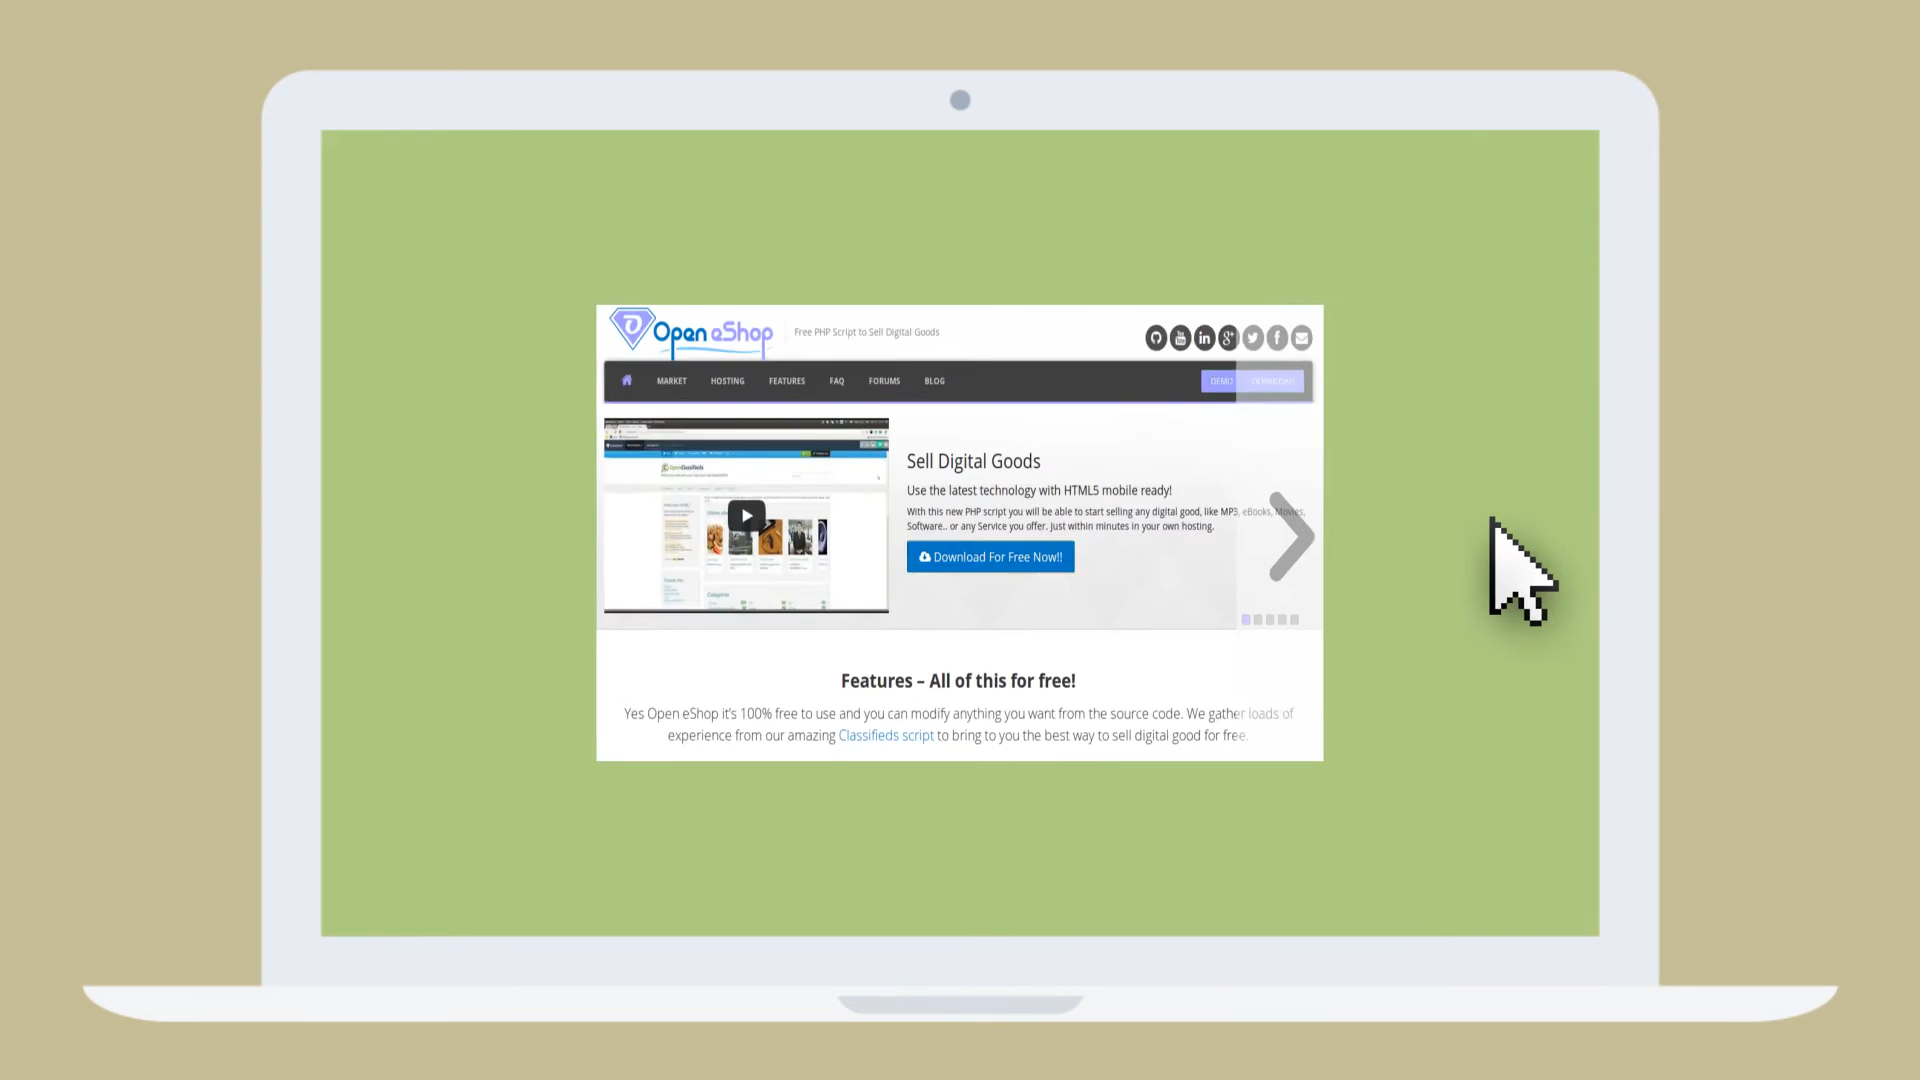 Open eShop
Free PHP Script to Sell Digital Goods
MARKET HOSTING FEATURES FAQ FORUMS BLOG DEMO DOWNLOAD
OpenClassifieds
Sell Digital Goods
Use the latest technology with HTML5 mobile ready!
With this new PHP script you will be able to start selling any digital good, like MP3, eBooks, Movies,
Software.. or any Service you offer. Just within minutes in your own hosting.
Download For Free Now!!
Categories
Features – All of this for free!
Yes Open eShop it's 100% free to use and you can modify anything you want from the source code. We gather loads of
experience from our amazing Classifieds script to bring to you the best way to sell digital good for free.